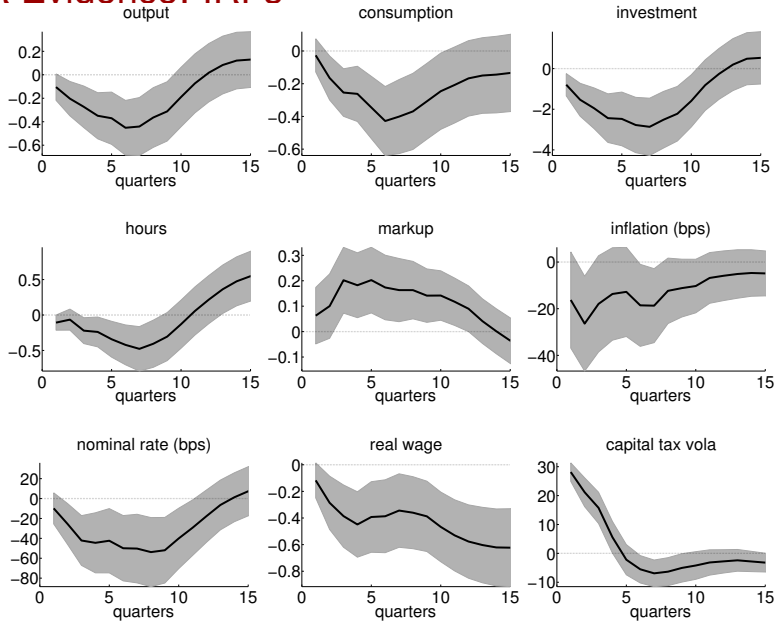 Evidence: IRFs
output
0.2
0
−0.2
−0.4
−0.6
0 5 10 15
quarters
consumption
0
−0.2
−0.4
−0.6
0 5 10 15
quarters
investment
0
−2
−4
0 5 10 15
quarters
hours
0.5
0
−0.5
0 5 10 15
quarters
markup
0.3
0.2
0.1
0
−0.1
0 5 10 15
quarters
inflation (bps)
0
−20
−40
0 5 10 15
quarters
nominal rate (bps)
20
0
−20
−40
−60
−80
0 5 10 15
quarters
real wage
0
−0.2
−0.4
−0.6
−0.8
0 5 10 15
quarters
capital tax vola
30
20
10
0
−10
0 5 10 15
quarters